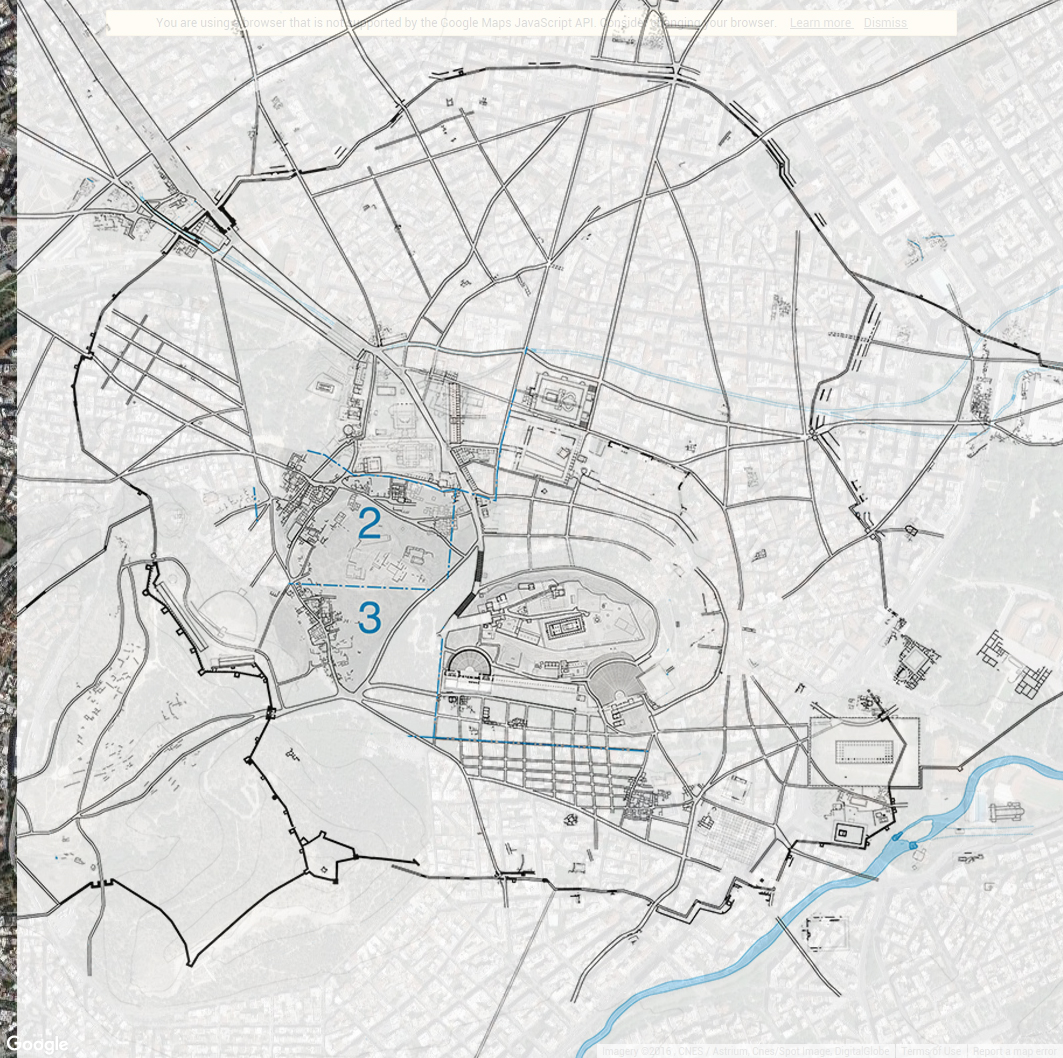 You are using a browser that is not supported by the Google Maps JavaScript API. Consider changing your browser. Learn more Dismiss
2
3
Google
Imagery ©2016 , CNES / Astrium, Cnes/Spot Image, DigitalGlobe Terms of Use Report a map error